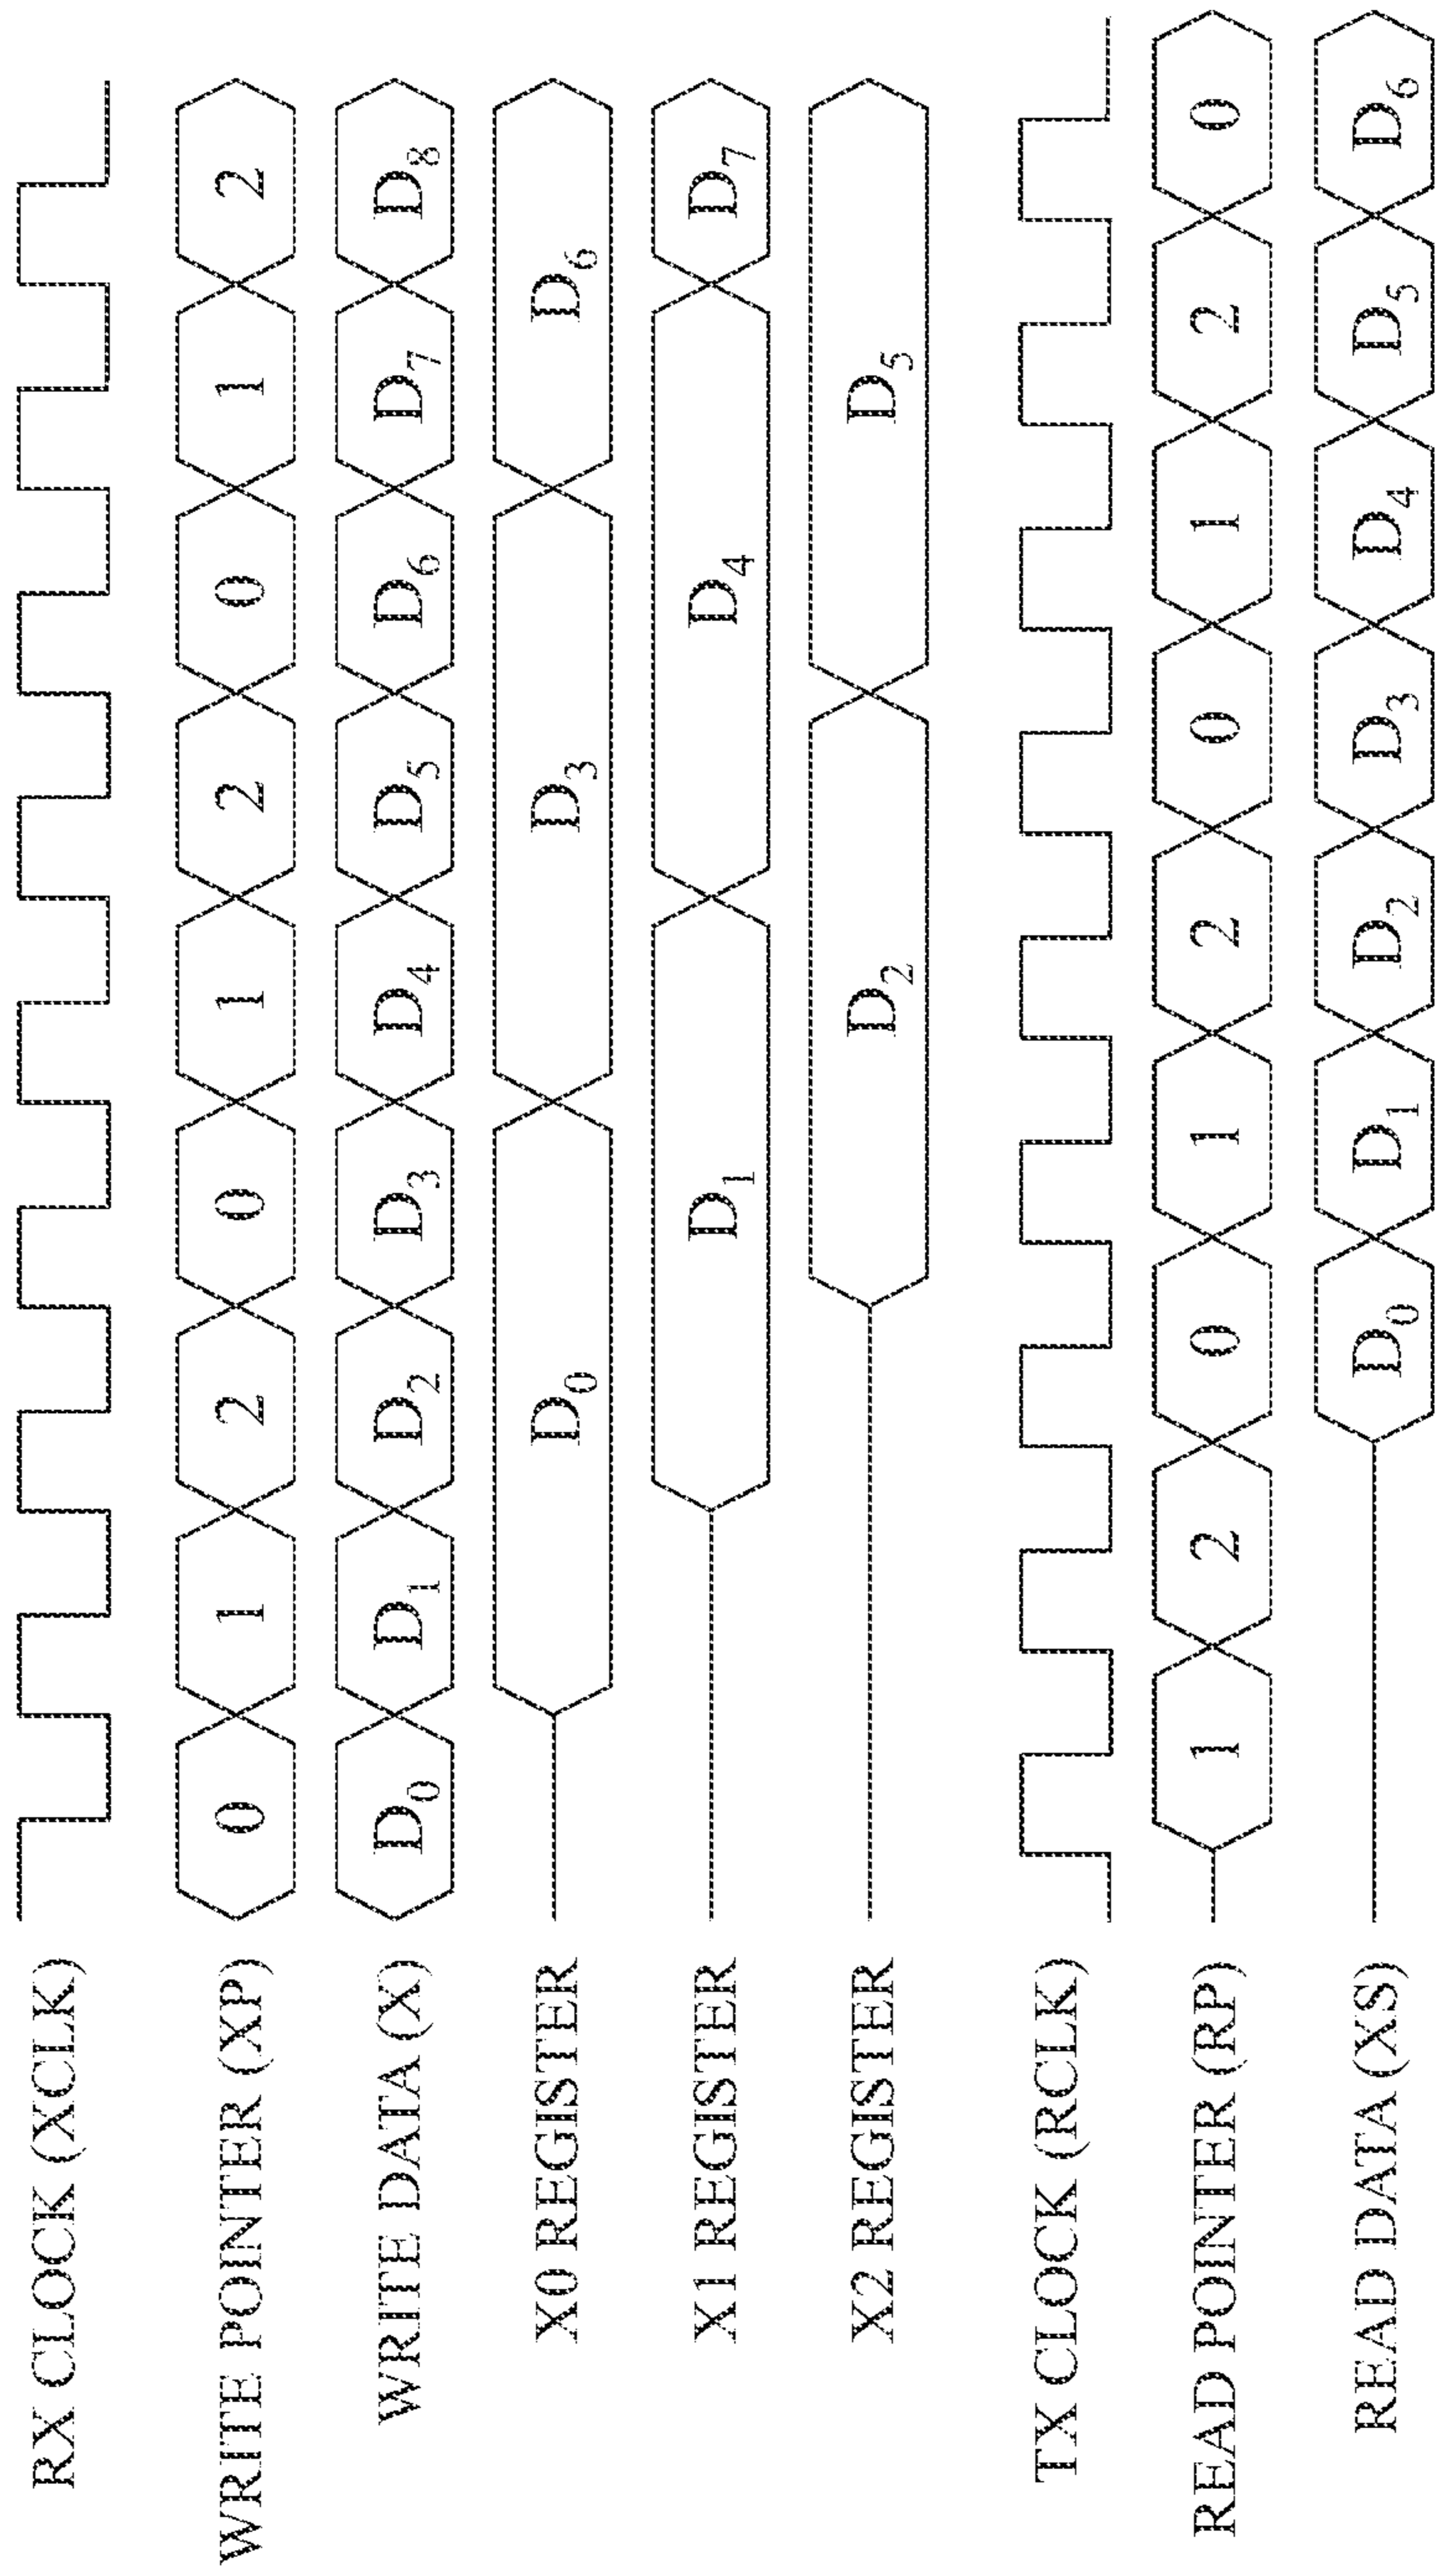 RX CLOCK (XCLK)
WRITE POINTER (XP) 0 1 2 0 1 2 0 1 2
WRITE DATA (X) D0 D1 D2 D3 D4 D5 D6 D7 D8
X0 REGISTER D0 D3 D6
X1 REGISTER D1 D4 D7
X2 REGISTER D2 D5
TX CLOCK (RCLK)
READ POINTER (RP) 1 2 0 1 2 0 1 2 0
READ DATA (XS) D0 D1 D2 D3 D4 D5 D6